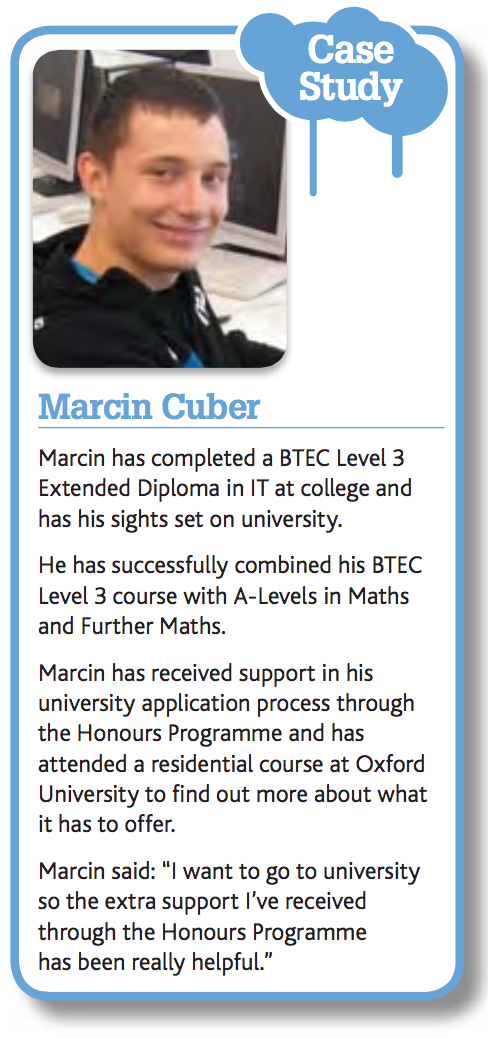 Case
Study
Marcin Cuber
Marcin has completed a BTEC Level 3
Extended Diploma in IT at college and
has his sights set on university.
He has successfully combined his BTEC
Level 3 course with A-Levels in Maths
and Further Maths.
Marcin has received support in his
university application process through
the Honours Programme and has
attended a residential course at Oxford
University to find out more about what
it has to offer.
Marcin said: “I want to go to university
so the extra support I’ve received
through the Honours Programme
has been really helpful.”